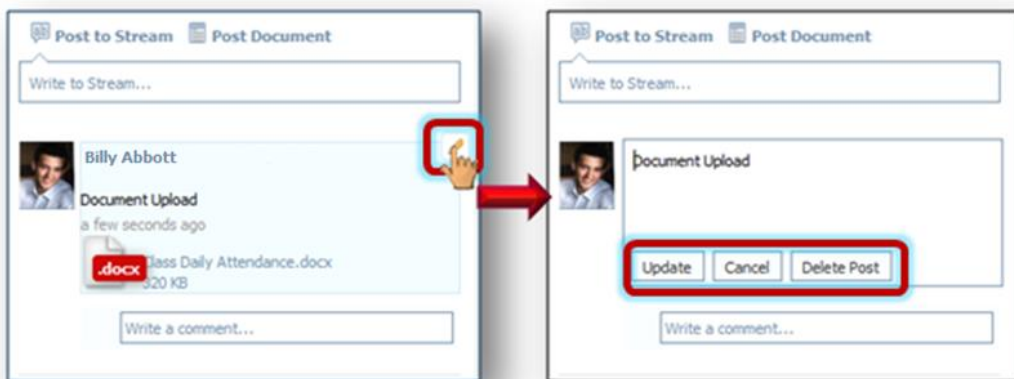 Post to Stream Post Document
Write to Stream...
Billy Abbott
Document Upload
a few seconds ago
.docx
Class Daily Attendance.docx
320 KB
Write a comment...
Post to Stream Post Document
Write to Stream...
Document Upload
Update Cancel Delete Post
Write a comment...